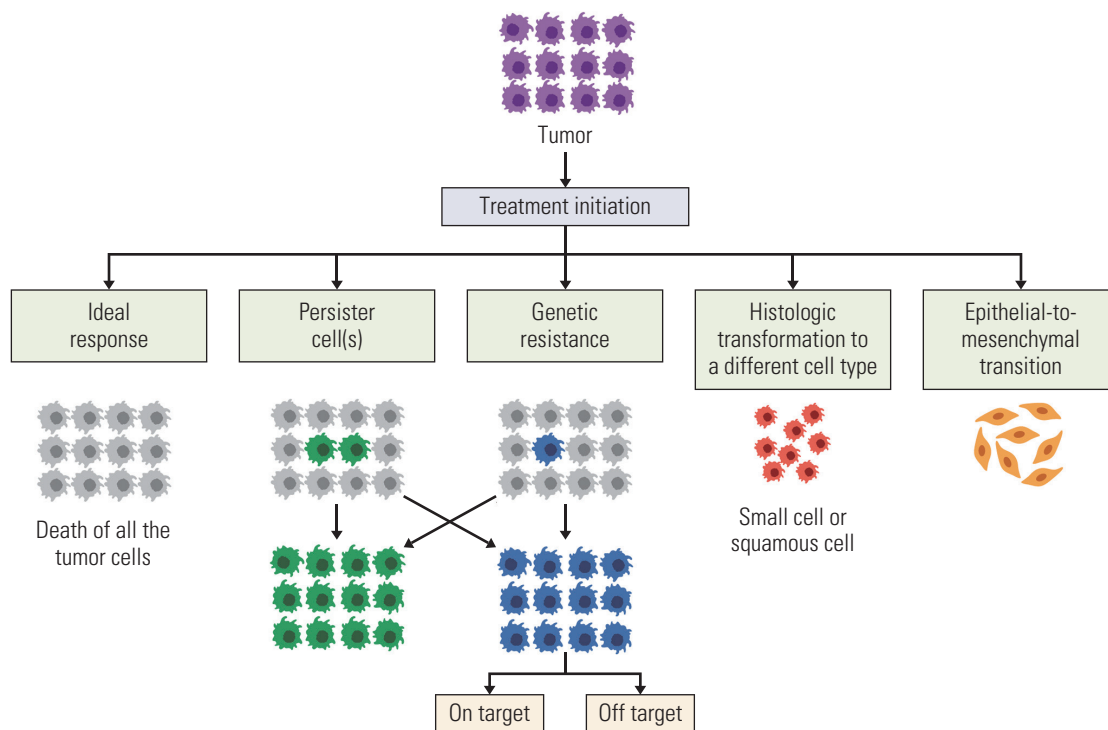 Tumor
Treatment initiation
Ideal
response
Persister
cell(s)
Genetic
resistance
Histologic
transformation to
a different cell type
Epithelial-to-
mesenchymal
transition
Death of all the
tumor cells
Small cell or
squamous cell
On target
Off target